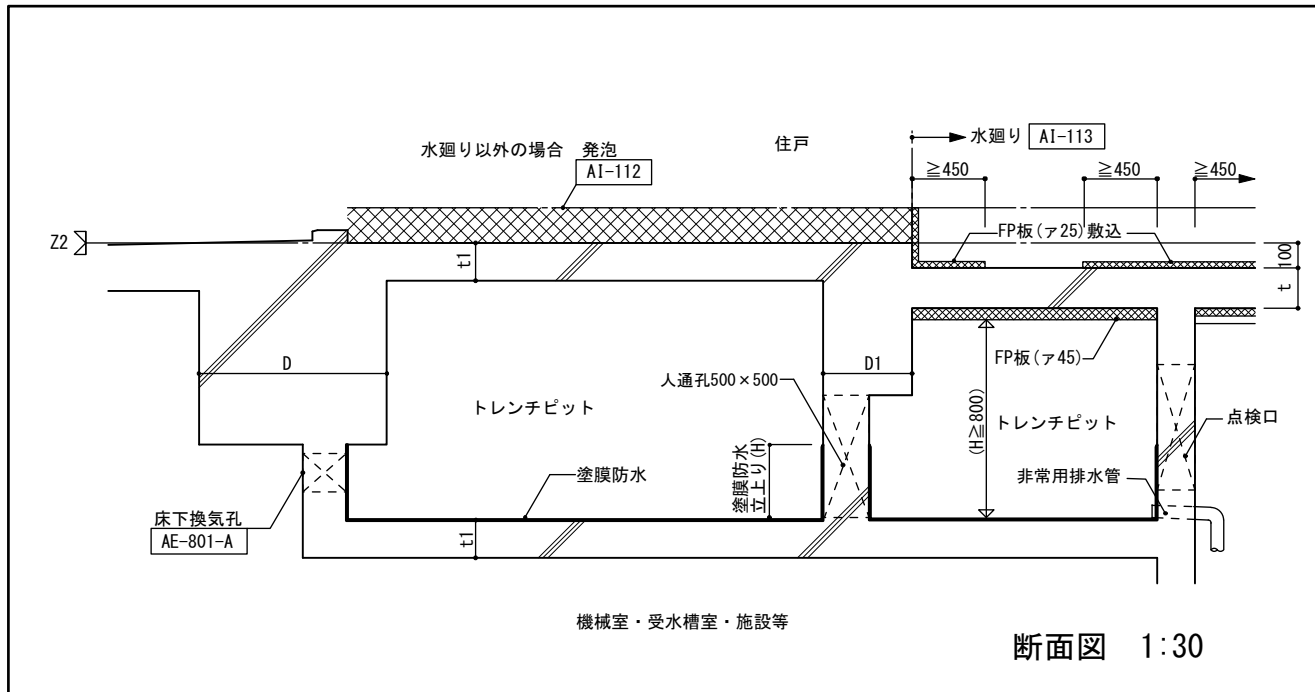 水廻り以外の場合 発泡
AI-112
住戸
水廻り AI-113
≧450
≧450
Z2
FP板(ァ25)敷込
t1
100
t
FP板(ァ45)
D
D1
人通孔500×500
トレンチピット
(H≧800)
トレンチピット
点検口
塗膜防水
立上り(H)
塗膜防水
非常用排水管
床下換気孔
AE-801-A
t1
機械室・受水槽室・施設等
断面図 1:30